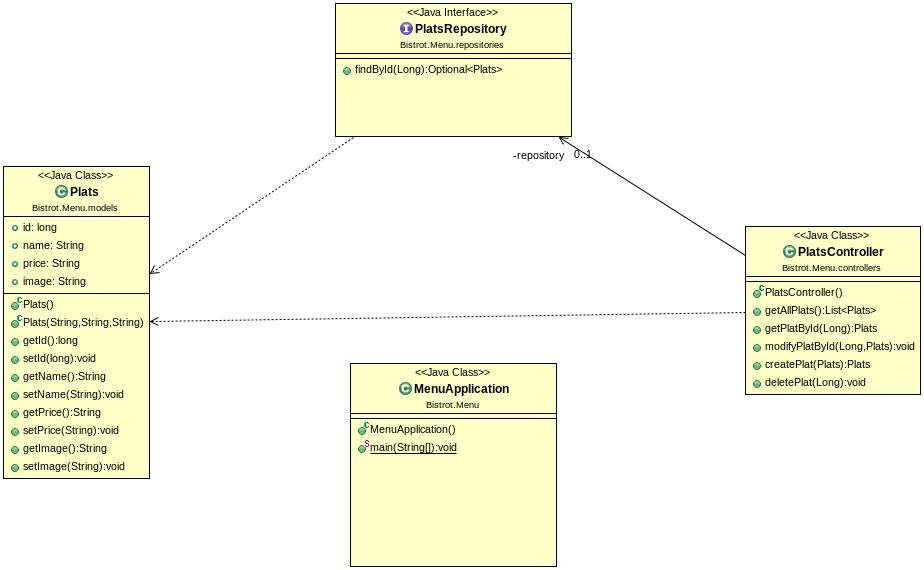 <<Java Interface>>
PlatsRepository
Bistrot.Menu.repositories
findById(Long):Optional<Plats>
-repository 0..1
<<Java Class>>
Plats
Bistrot.Menu.models
id: long
name: String
price: String
image: String
Plats()
Plats(String,String,String)
getId():long
setId(long):void
getName():String
setName(String):void
getPrice():String
setPrice(String):void
getImage():String
setImage(String):void
<<Java Class>>
PlatsController
Bistrot.Menu.controllers
PlatsController()
getAllPlats():List<Plats>
getPlatById(Long):Plats
modifyPlatById(Long,Plats):void
createPlat(Plats):Plats
deletePlat(Long):void
<<Java Class>>
MenuApplication
Bistrot.Menu
MenuApplication()
main(String[]):void